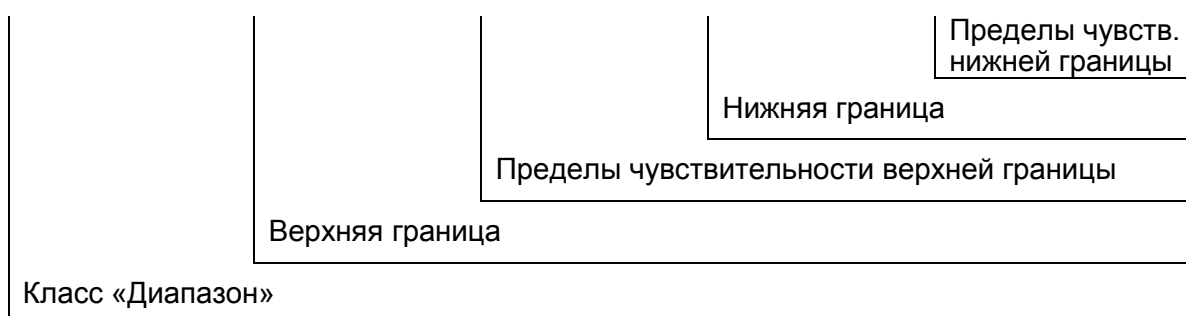 Пределы чувств.
нижней границы
Нижняя граница
Пределы чувствительности верхней границы
Верхняя граница
Класс «Диапазон»